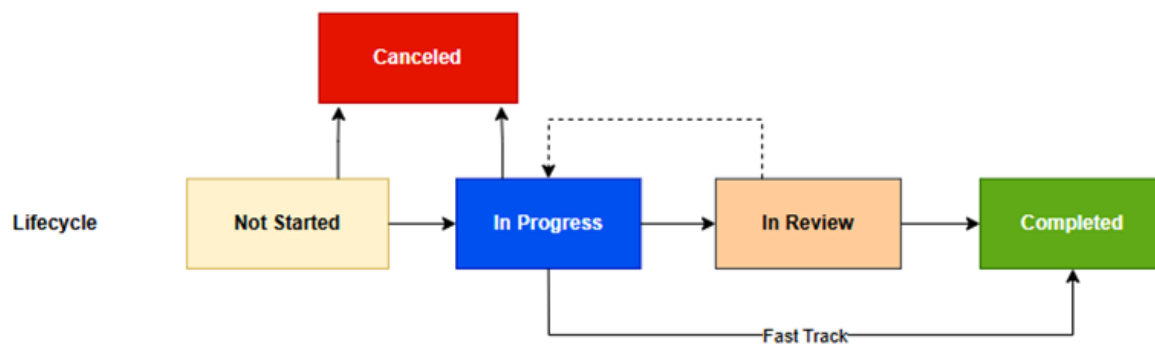 Canceled
Lifecycle
Not Started
In Progress
In Review
Completed
Fast Track